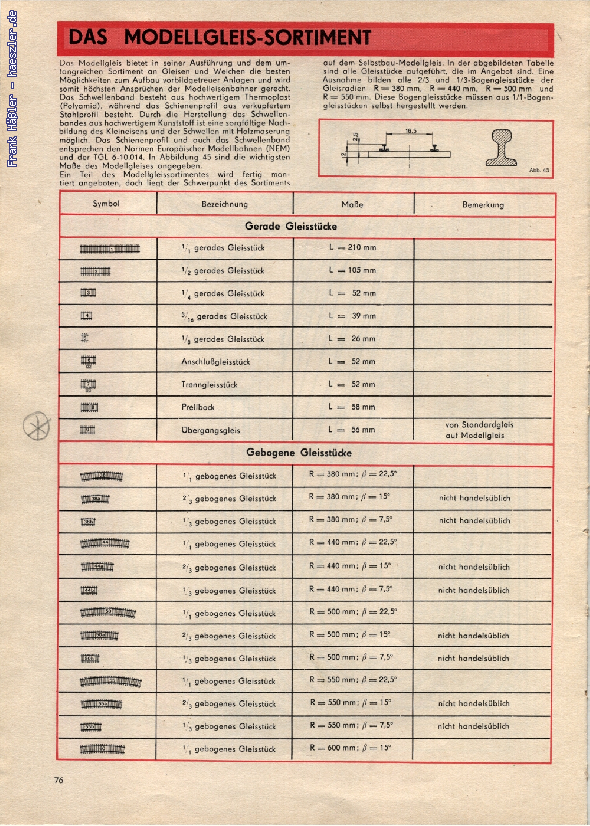 DAS MODELLGLEIS-SORTIMENT
Das Modellgleis bietet in seiner Ausführung und dem um-
fangreichen Sortiment an Gleisen und Weichen die besten
Möglichkeiten zum Aufbau vorbildgetreuer Anlagen und wird
somit höchsten Ansprüchen der Modelleisenbahner gerecht.
Das Schwellenband besteht aus hochwertigem Thermoplast
(Polyamid), während das Schienenprofil aus verkupfertem
Stahlprofil besteht. Durch die Herstellung des Schwellen-
bandes aus hochwertigem Kunststoff ist eine sorgfältige Nach-
bildung des Kleineisens und der Schwellen mit Holzmaserung
möglich. Das Schienenprofil und auch das Schwellenband
entsprechen den Normen Europäischer Modellbahnen (NEM)
und der TGL 6-10.014. In Abbildung 45 sind die wichtigsten
Maße des Modellgleises angegeben.
Ein Teil des Modellgleissortimentes wird fertig mon-
tiert angeboten, doch liegt der Schwerpunkt des Sortiments
auf dem Selbstbau-Modellgleis. In der abgebildeten Tabelle
sind alle Gleisstücke aufgeführt, die im Angebot sind. Eine
Ausnahme bilden alle 2/3 und 1/3-Bogengleisstücke der
Gleisradien R = 380 mm, R = 440 mm, R = 500 mm und
R = 550 mm. Diese Bogengleisstücke müssen aus 1/1-Bogen-
gleisstücken selbst hergestellt werden.
16,5
2,5
Abb. 45
Symbol Bezeichnung Maße Bemerkung
Gerade Gleisstücke
1/1 gerades Gleisstück L = 210 mm
1/2 gerades Gleisstück L = 105 mm
1/4 gerades Gleisstück L = 52 mm
3/16 gerades Gleisstück L = 39 mm
1/8 gerades Gleisstück L = 26 mm
Anschlußgleisstück L = 52 mm
Trenngleisstück L = 52 mm
Prellbock L = 58 mm
Übergangsgleis L = 56 mm von Standardgleis
auf Modellgleis
Gebogene Gleisstücke
1/1 gebogenes Gleisstück R = 380 mm; β = 22,5°
2/3 gebogenes Gleisstück R = 380 mm; β = 15° nicht handelsüblich
1/3 gebogenes Gleisstück R = 380 mm; β = 7,5° nicht handelsüblich
1/1 gebogenes Gleisstück R = 440 mm; β = 22,5°
2/3 gebogenes Gleisstück R = 440 mm; β = 15° nicht handelsüblich
1/3 gebogenes Gleisstück R = 440 mm; β = 7,5° nicht handelsüblich
1/1 gebogenes Gleisstück R = 500 mm; β = 22,5°
2/3 gebogenes Gleisstück R = 500 mm; β = 15° nicht handelsüblich
1/3 gebogenes Gleisstück R = 500 mm; β = 7,5° nicht handelsüblich
1/1 gebogenes Gleisstück R = 550 mm; β = 22,5°
2/3 gebogenes Gleisstück R = 550 mm; β = 15° nicht handelsüblich
1/3 gebogenes Gleisstück R = 550 mm; β = 7,5° nicht handelsüblich
1/1 gebogenes Gleisstück R = 600 mm; β = 15°
76
Frank Häßler - haeszler.de